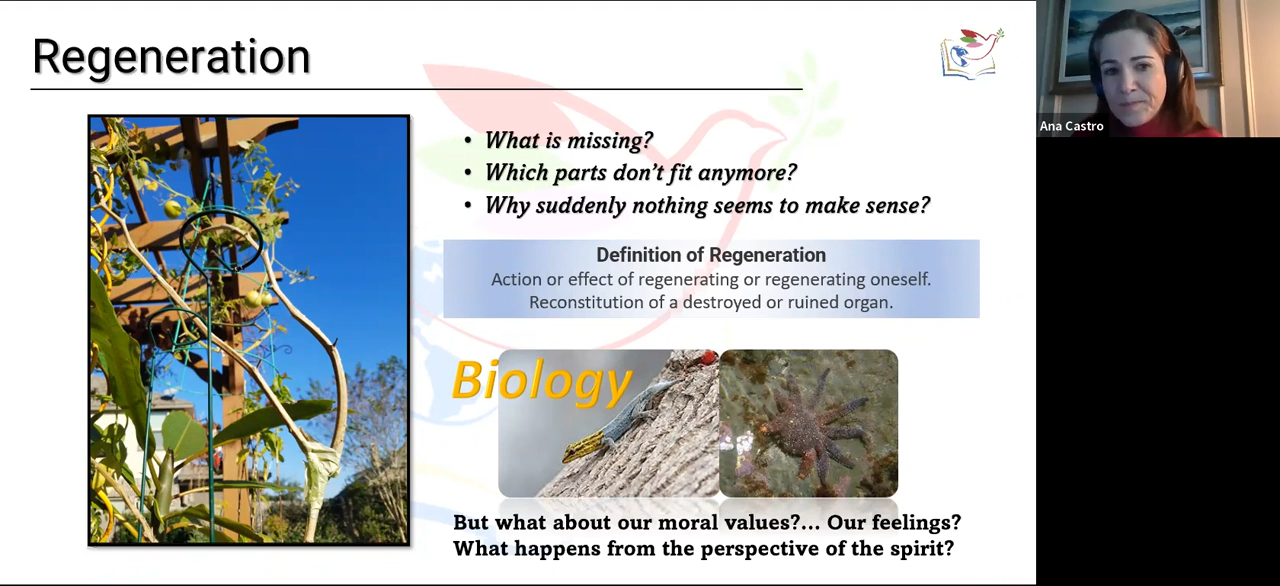 Regeneration
Ana Castro
• What is missing?
• Which parts don’t fit anymore?
• Why suddenly nothing seems to make sense?
Definition of Regeneration
Action or effect of regenerating or regenerating oneself.
Reconstitution of a destroyed or ruined organ.
Biology
But what about our moral values?... Our feelings?
What happens from the perspective of the spirit?